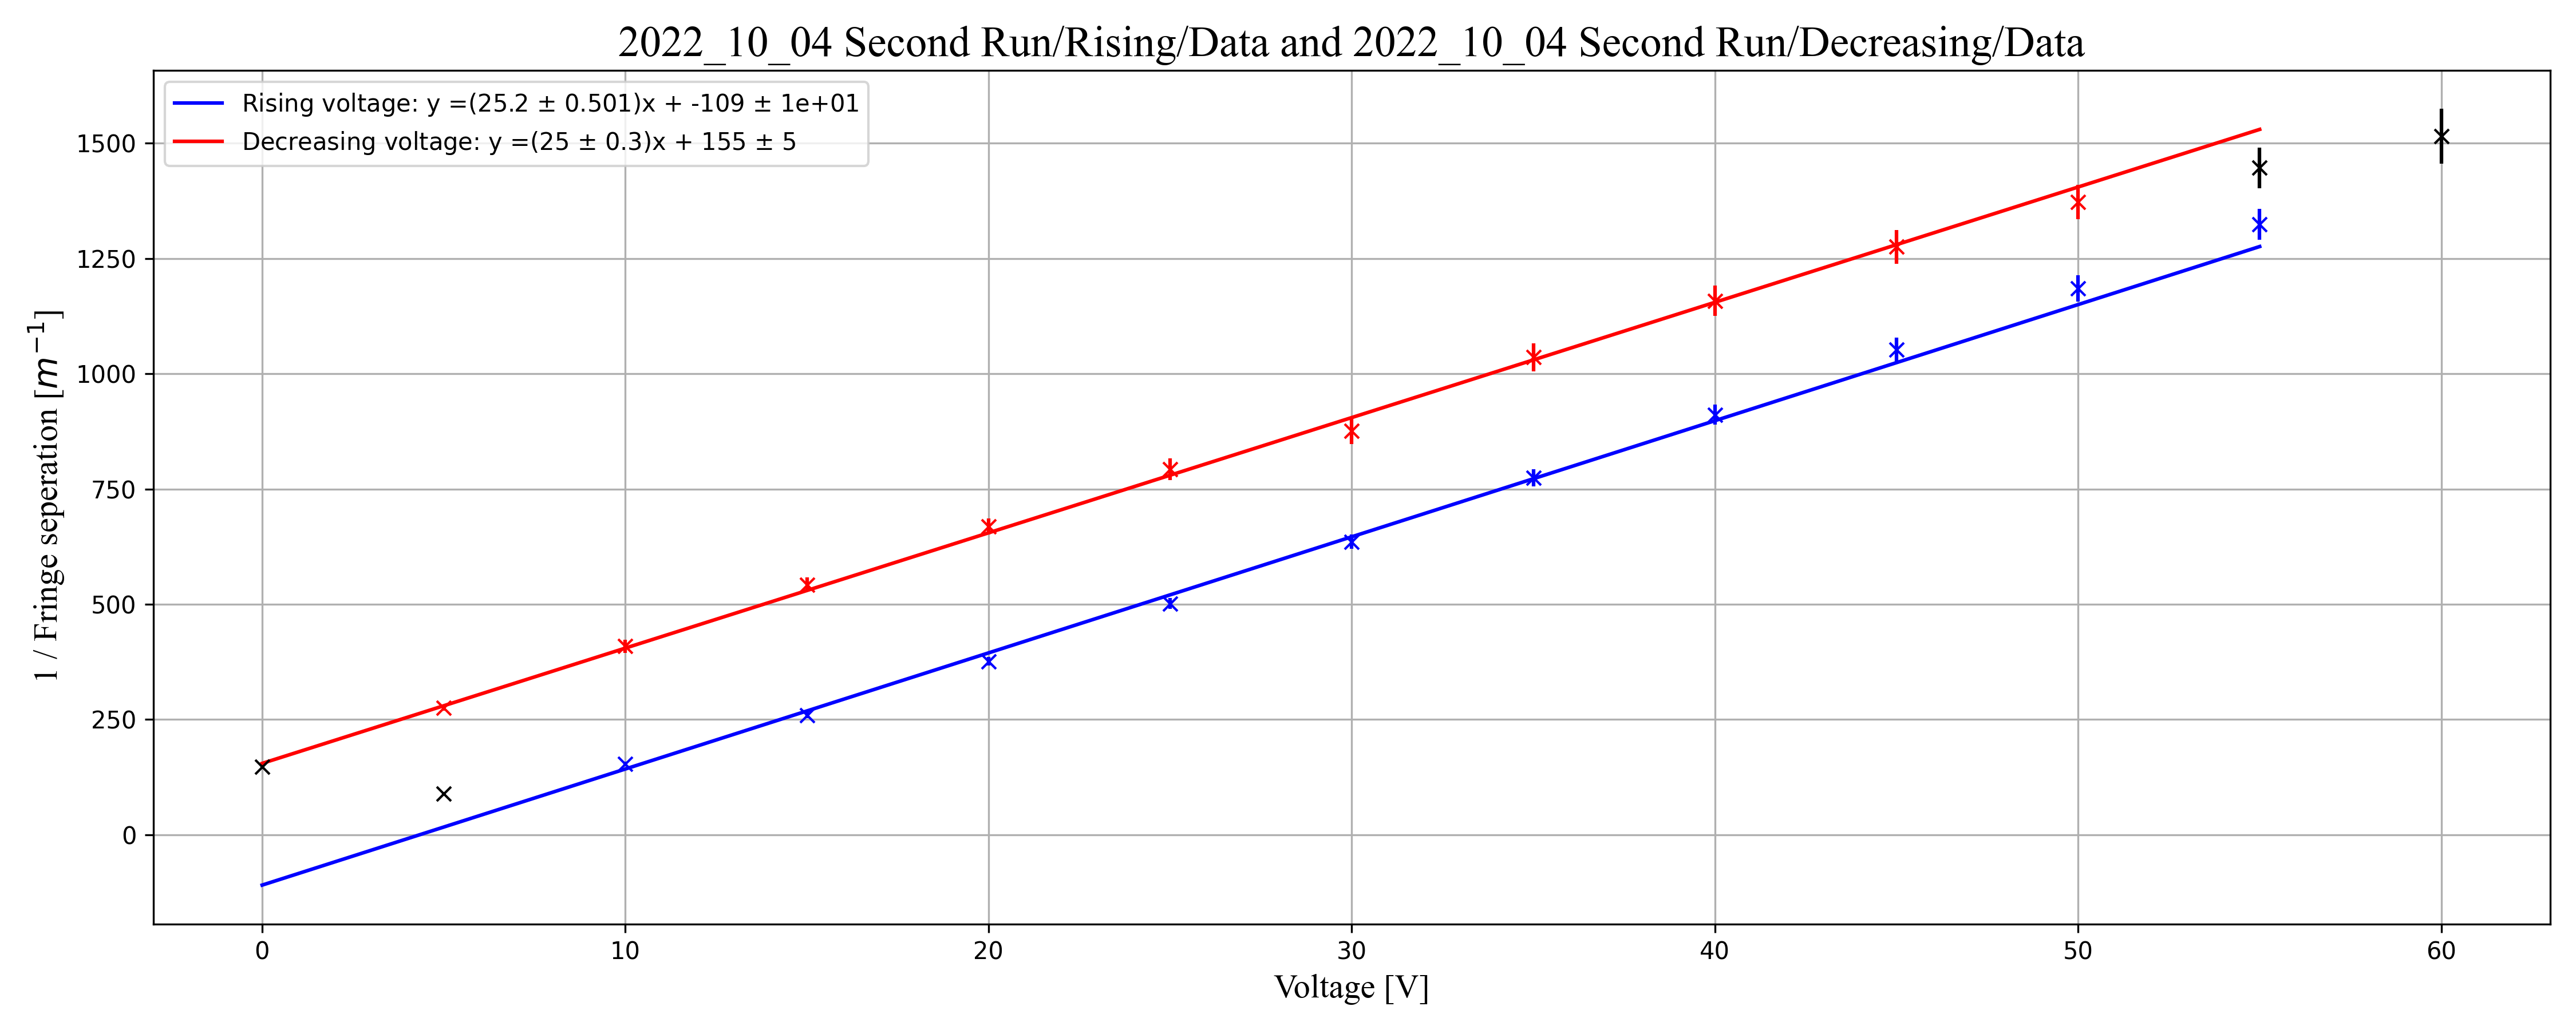 2022_10_04 Second Run/Rising/Data and 2022_10_04 Second Run/Decreasing/Data
Rising voltage: y =(25.2 ± 0.501)x + -109 ± 1e+01
Decreasing voltage: y =(25 ± 0.3)x + 155 ± 5
1 / Fringe seperation [m⁻¹]
1500
1250
1000
750
500
250
0
0 10 20 30 40 50 60
Voltage [V]